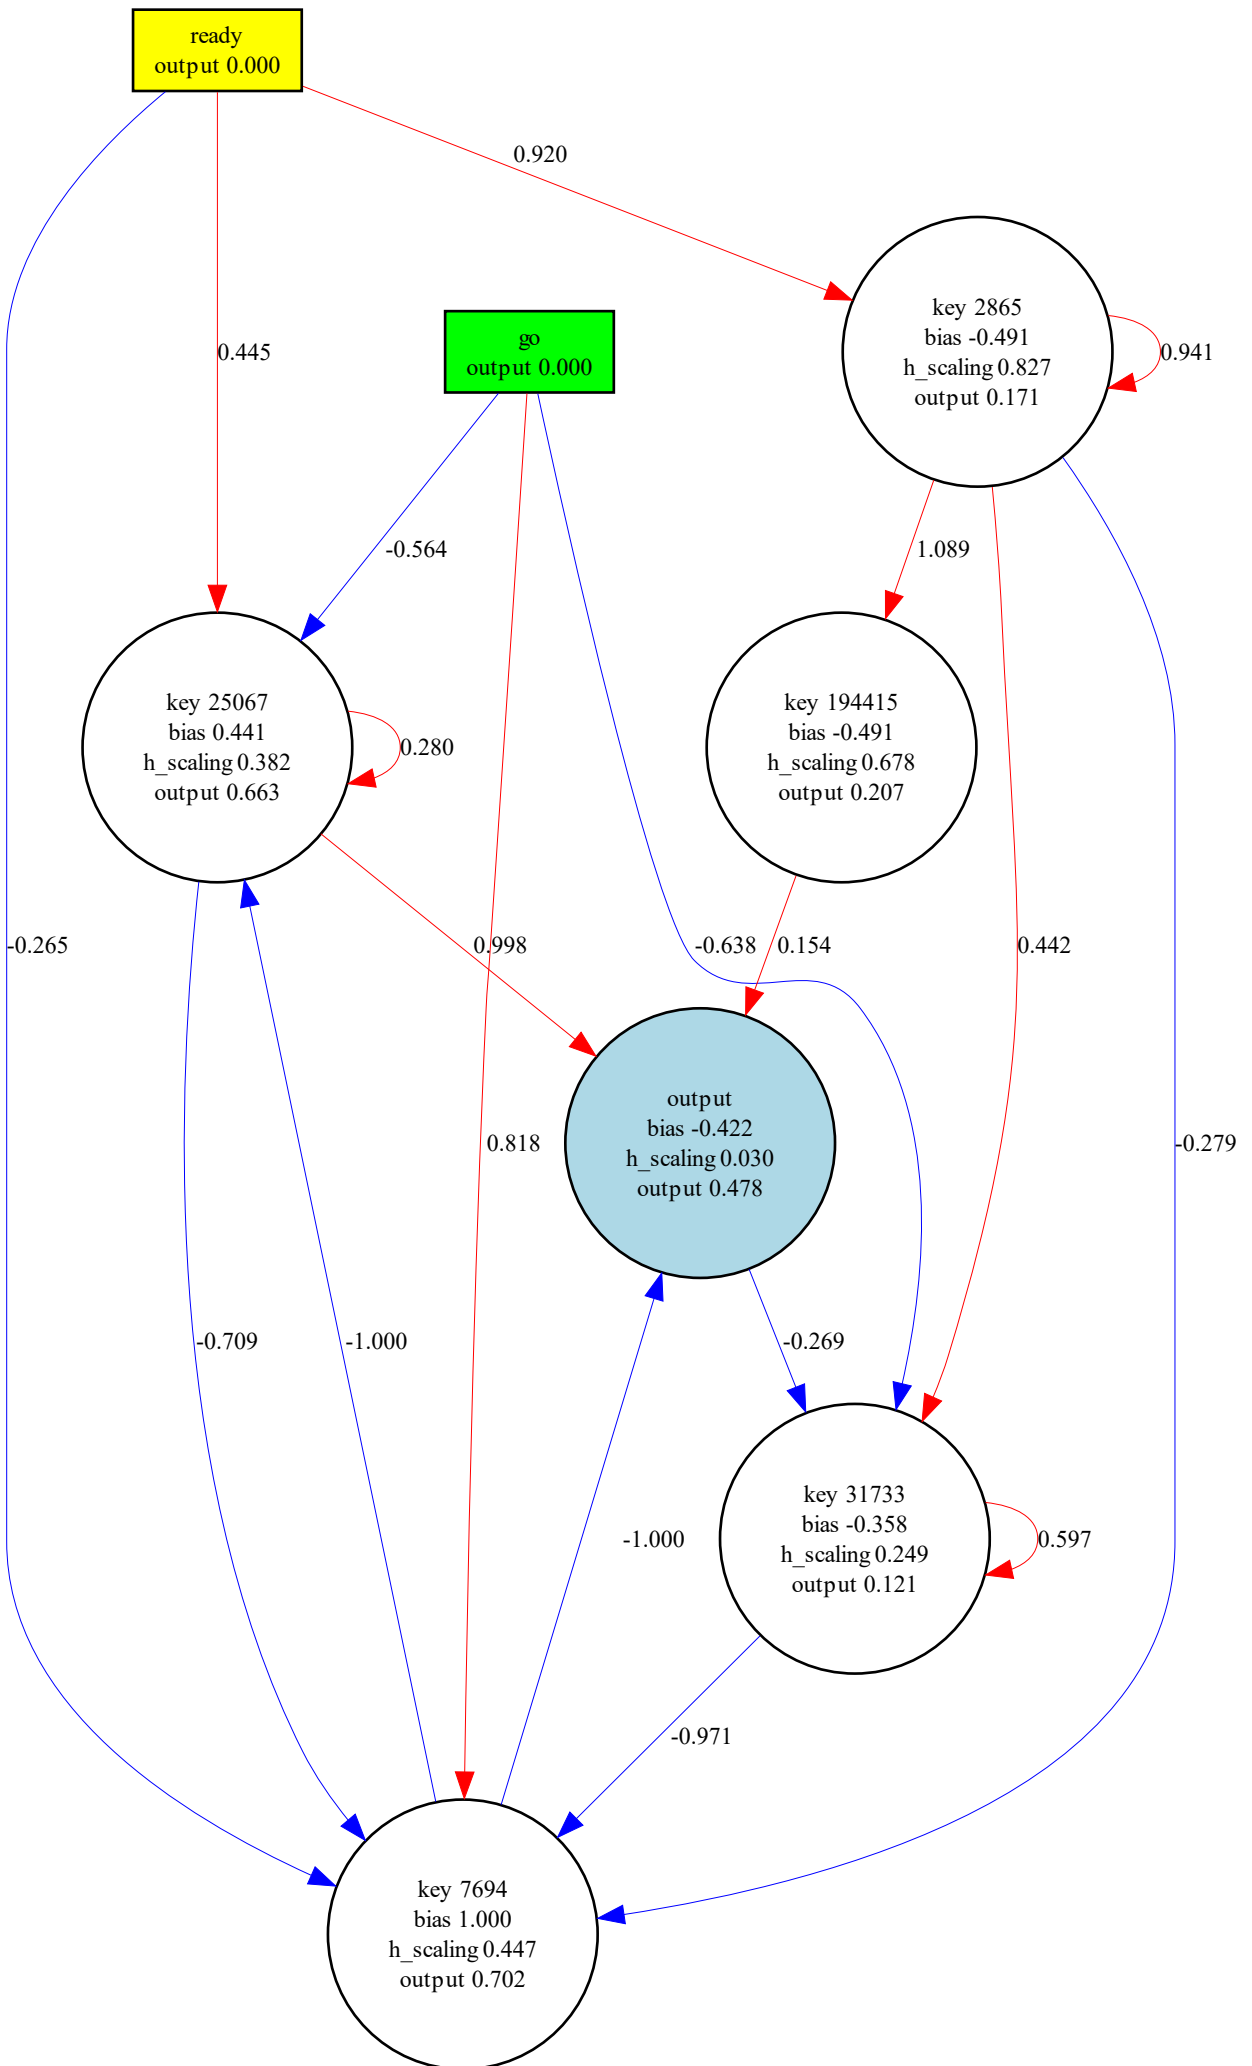 ready
output 0.000
0.920
go
output 0.000
key 2865
bias -0.491
h_scaling 0.827
output 0.171
0.445
0.941
-0.564
1.089
key 25067
bias 0.441
h_scaling 0.382
output 0.663
0.280
key 194415
bias -0.491
h_scaling 0.678
output 0.207
-0.265
0.998
-0.638
0.154
0.442
output
bias -0.422
h_scaling 0.030
output 0.478
0.818
-0.279
-0.709
-1.000
-0.269
key 31733
bias -0.358
h_scaling 0.249
output 0.121
-1.000
0.597
-0.971
key 7694
bias 1.000
h_scaling 0.447
output 0.702